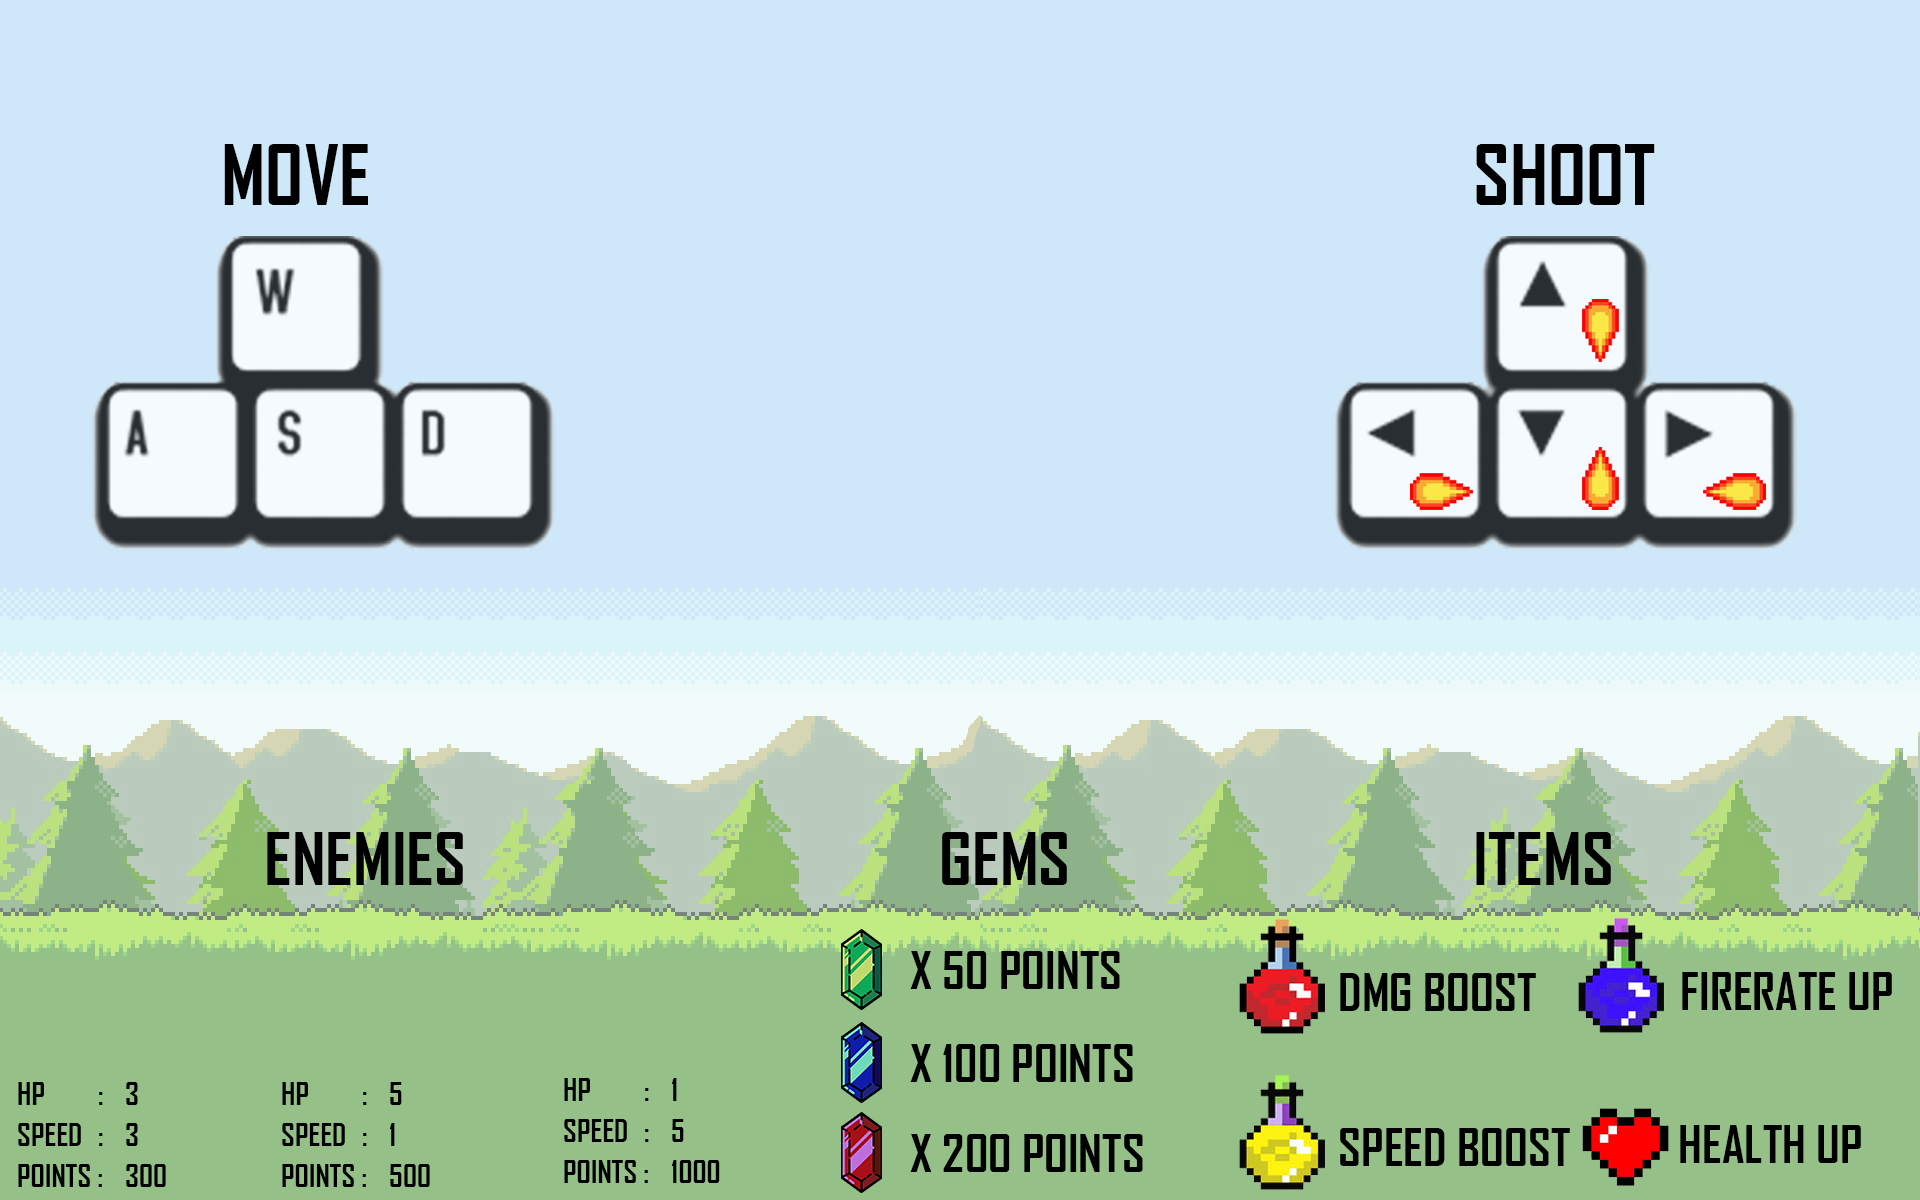 MOVE
SHOOT
W
A S D
ENEMIES
GEMS
ITEMS
HP : 3
SPEED : 3
POINTS : 300
HP : 5
SPEED : 1
POINTS : 500
HP : 1
SPEED : 5
POINTS : 1000
X 50 POINTS
X 100 POINTS
X 200 POINTS
DMG BOOST
FIRERATE UP
SPEED BOOST
HEALTH UP